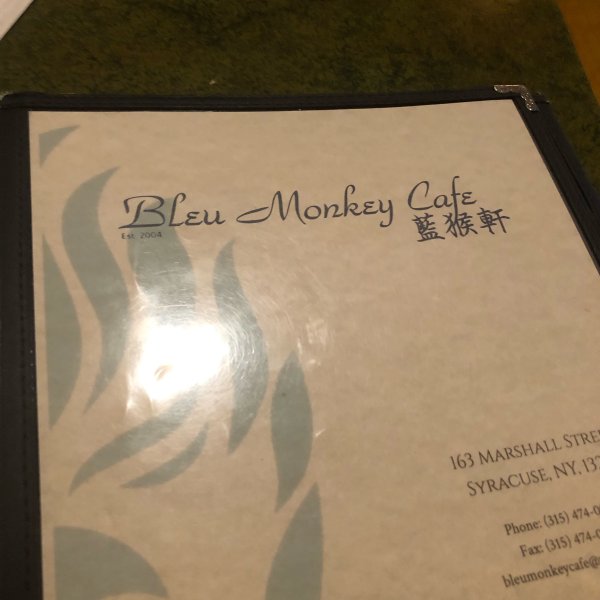 Bleu Monkey Cafe
Est. 2004
藍猴軒
163 Marshall Stre
Syracuse, NY, 132
Phone: (315) 474-0
Fax: (315) 474-0
bleumonkeycafe@